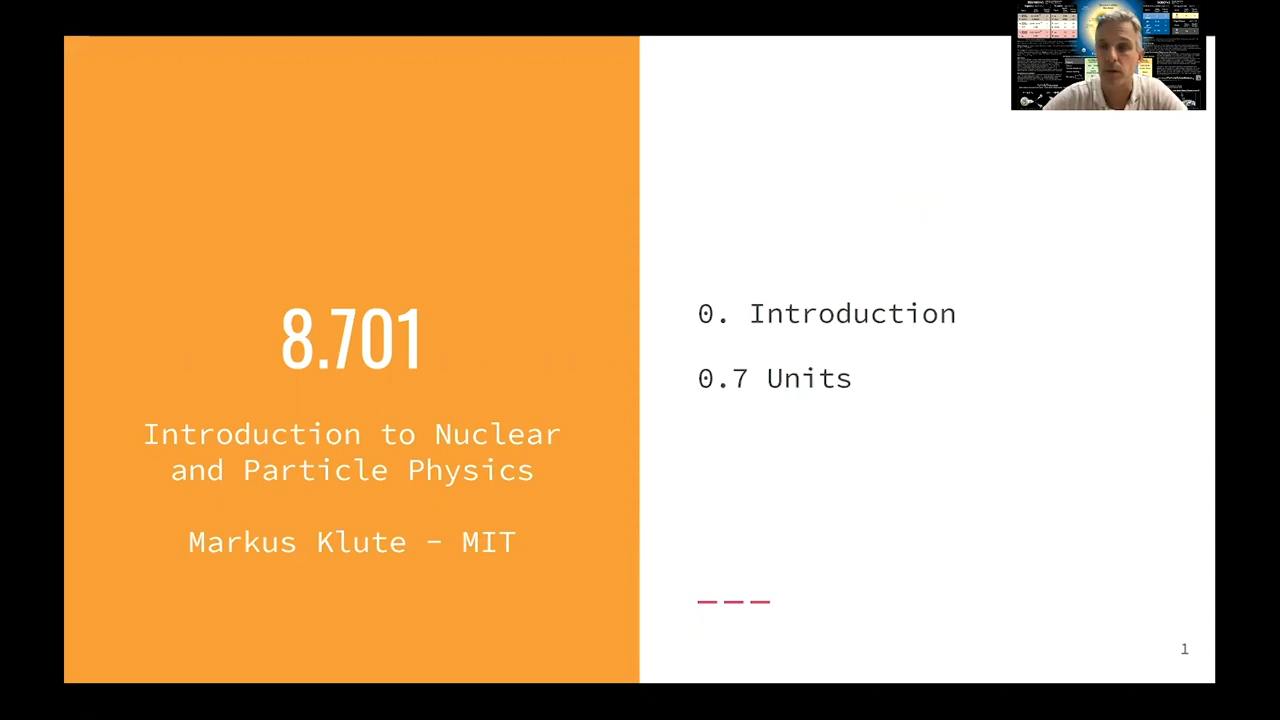 8.701
Introduction to Nuclear
and Particle Physics
Markus Klute - MIT
0. Introduction
0.7 Units
1